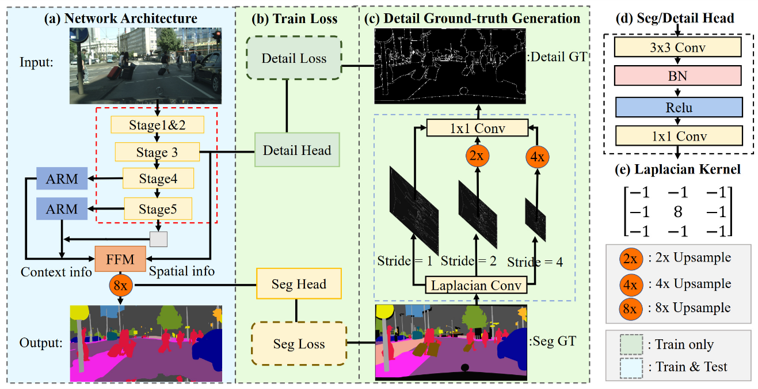 (a) Network Architecture
Input:
Stage1&2
Stage 3
ARM
Stage4
ARM
Stage5
FFM
Context info
Spatial info
8x
Output:
(b) Train Loss
Detail Loss
Detail Head
Seg Head
Seg Loss
(c) Detail Ground-truth Generation
:Detail GT
1x1 Conv
2x
4x
Stride = 1
Stride = 2
Stride = 4
Laplacian Conv
:Seg GT
(d) Seg/Detail Head
3x3 Conv
BN
Relu
1x1 Conv
(e) Laplacian Kernel
−1 −1 −1
−1 8 −1
−1 −1 −1
2x : 2x Upsample
4x : 4x Upsample
8x : 8x Upsample
: Train only
: Train & Test